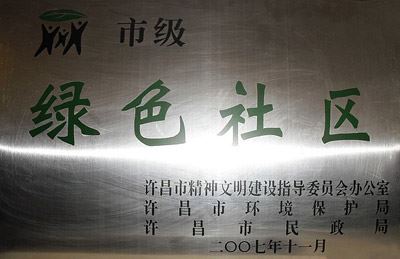 市级
绿色社区
许昌市精神文明建设指导委员会办公室
许昌市环境保护局
许昌市民政局
二〇〇七年十一月